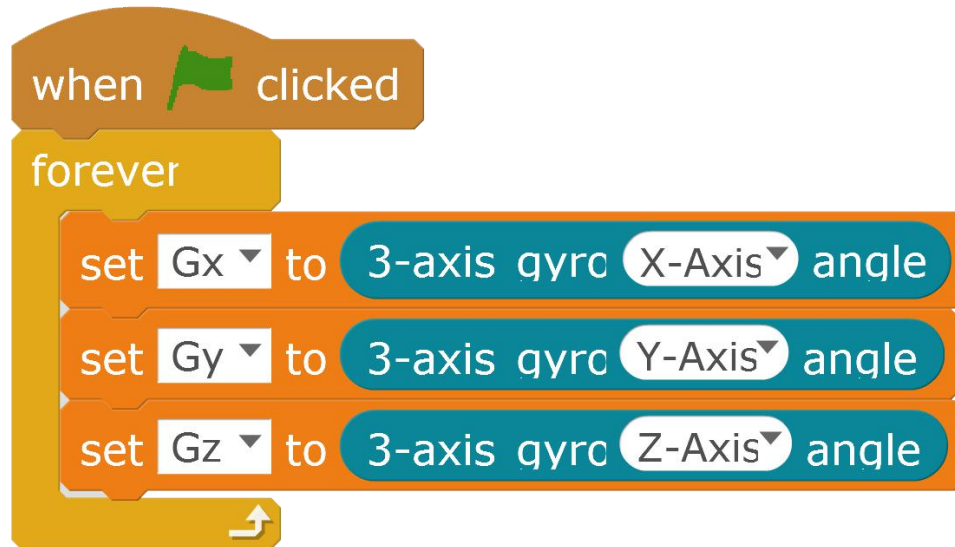 when clicked
forever
set Gx to 3-axis gyro X-Axis angle
set Gy to 3-axis gyro Y-Axis angle
set Gz to 3-axis gyro Z-Axis angle